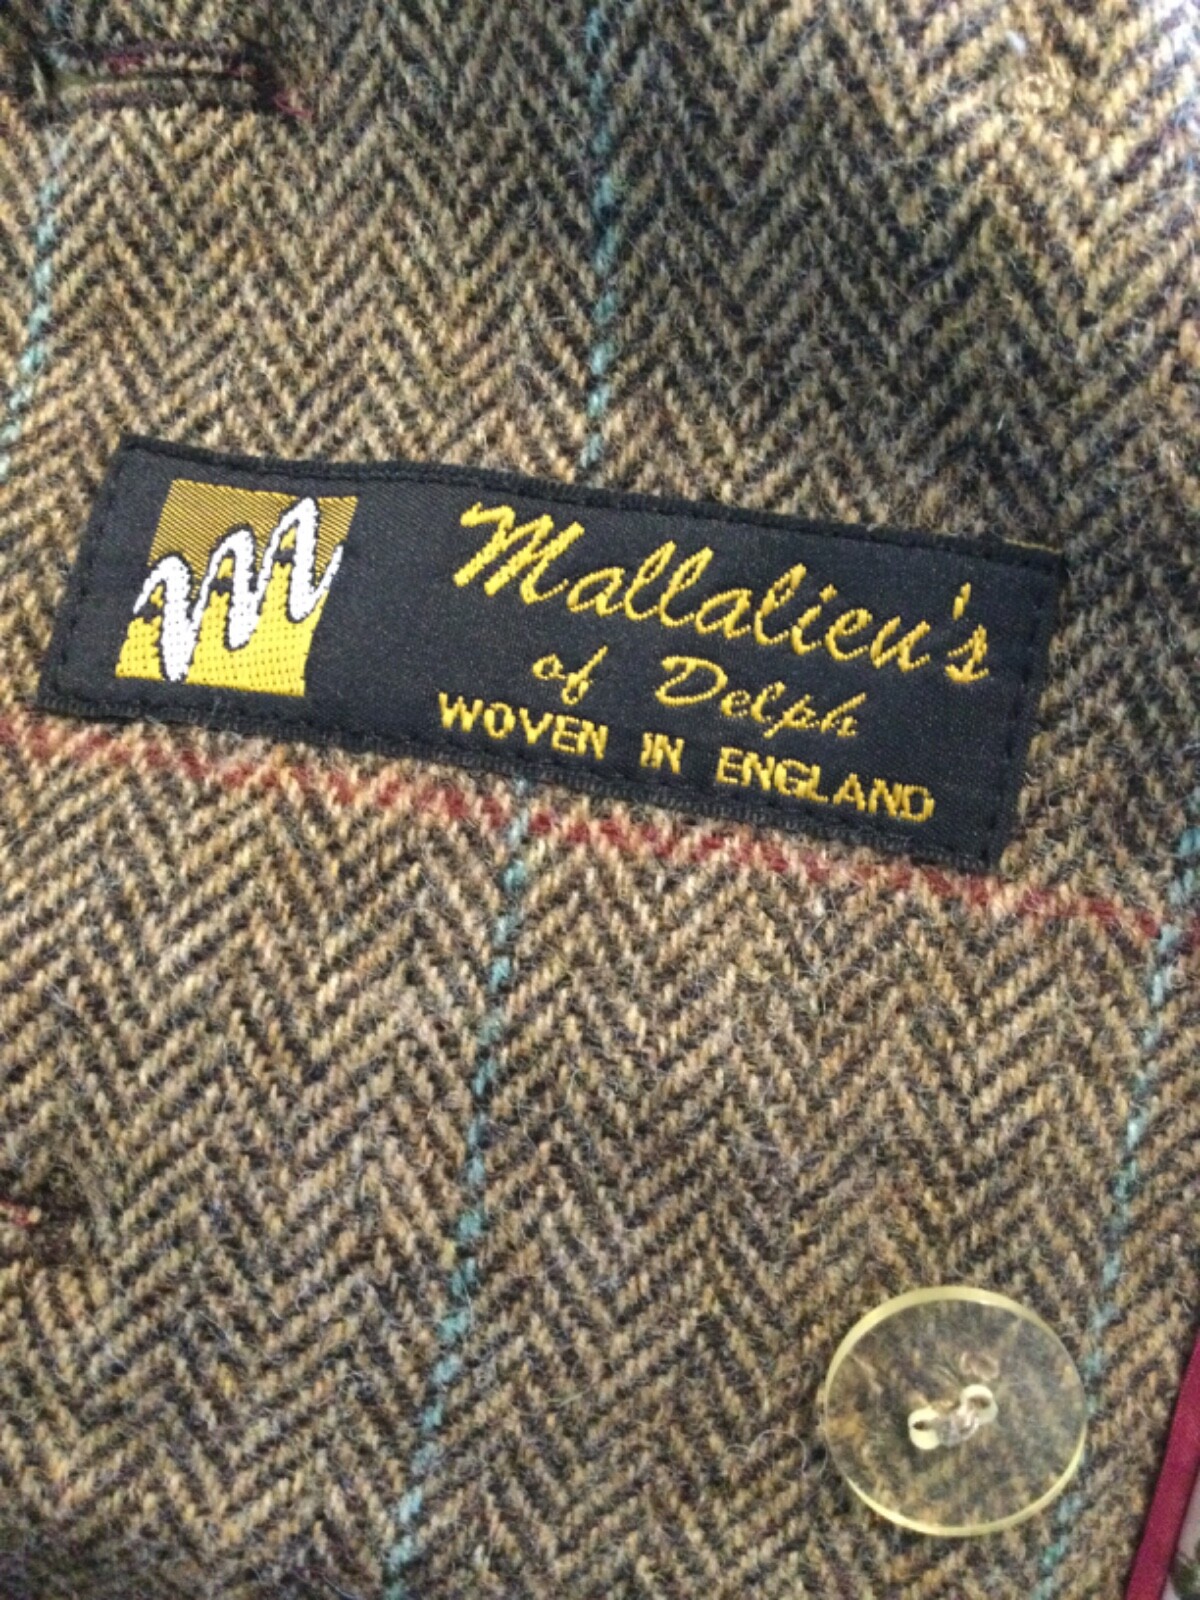 Mallalieu's
of Delph
WOVEN IN ENGLAND